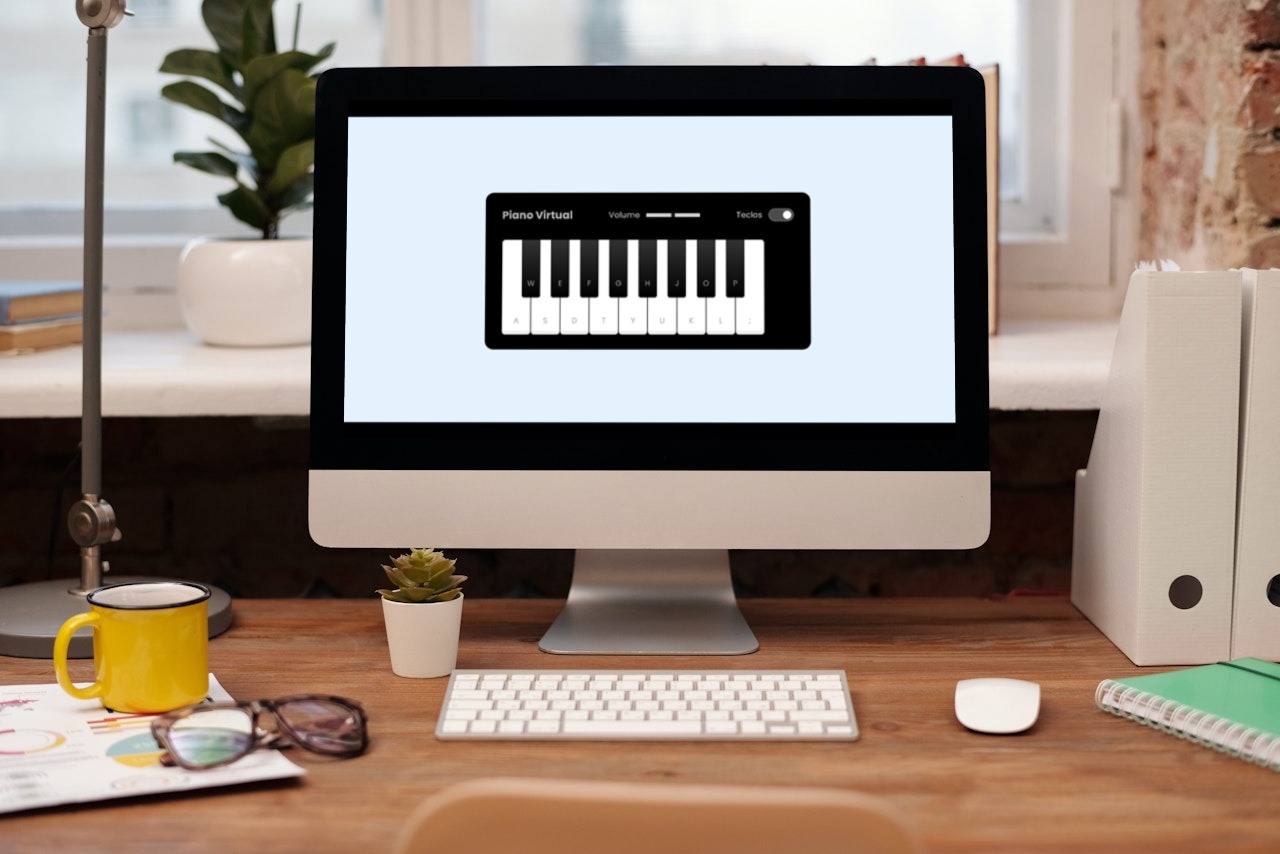 Piano Virtual
Volume
Teclas
W E F G H J O P
A S D T Y U K L ;